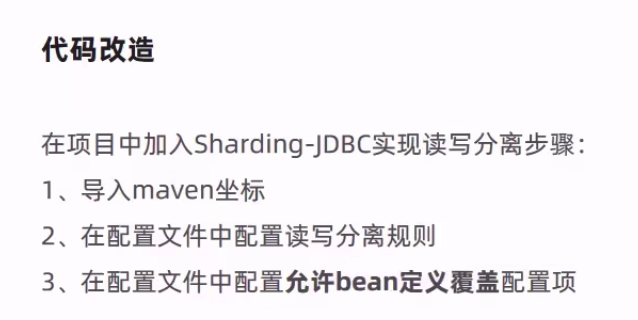 代码改造
在项目中加入Sharding-JDBC实现读写分离步骤：
1、导入maven坐标
2、在配置文件中配置读写分离规则
3、在配置文件中配置允许bean定义覆盖配置项